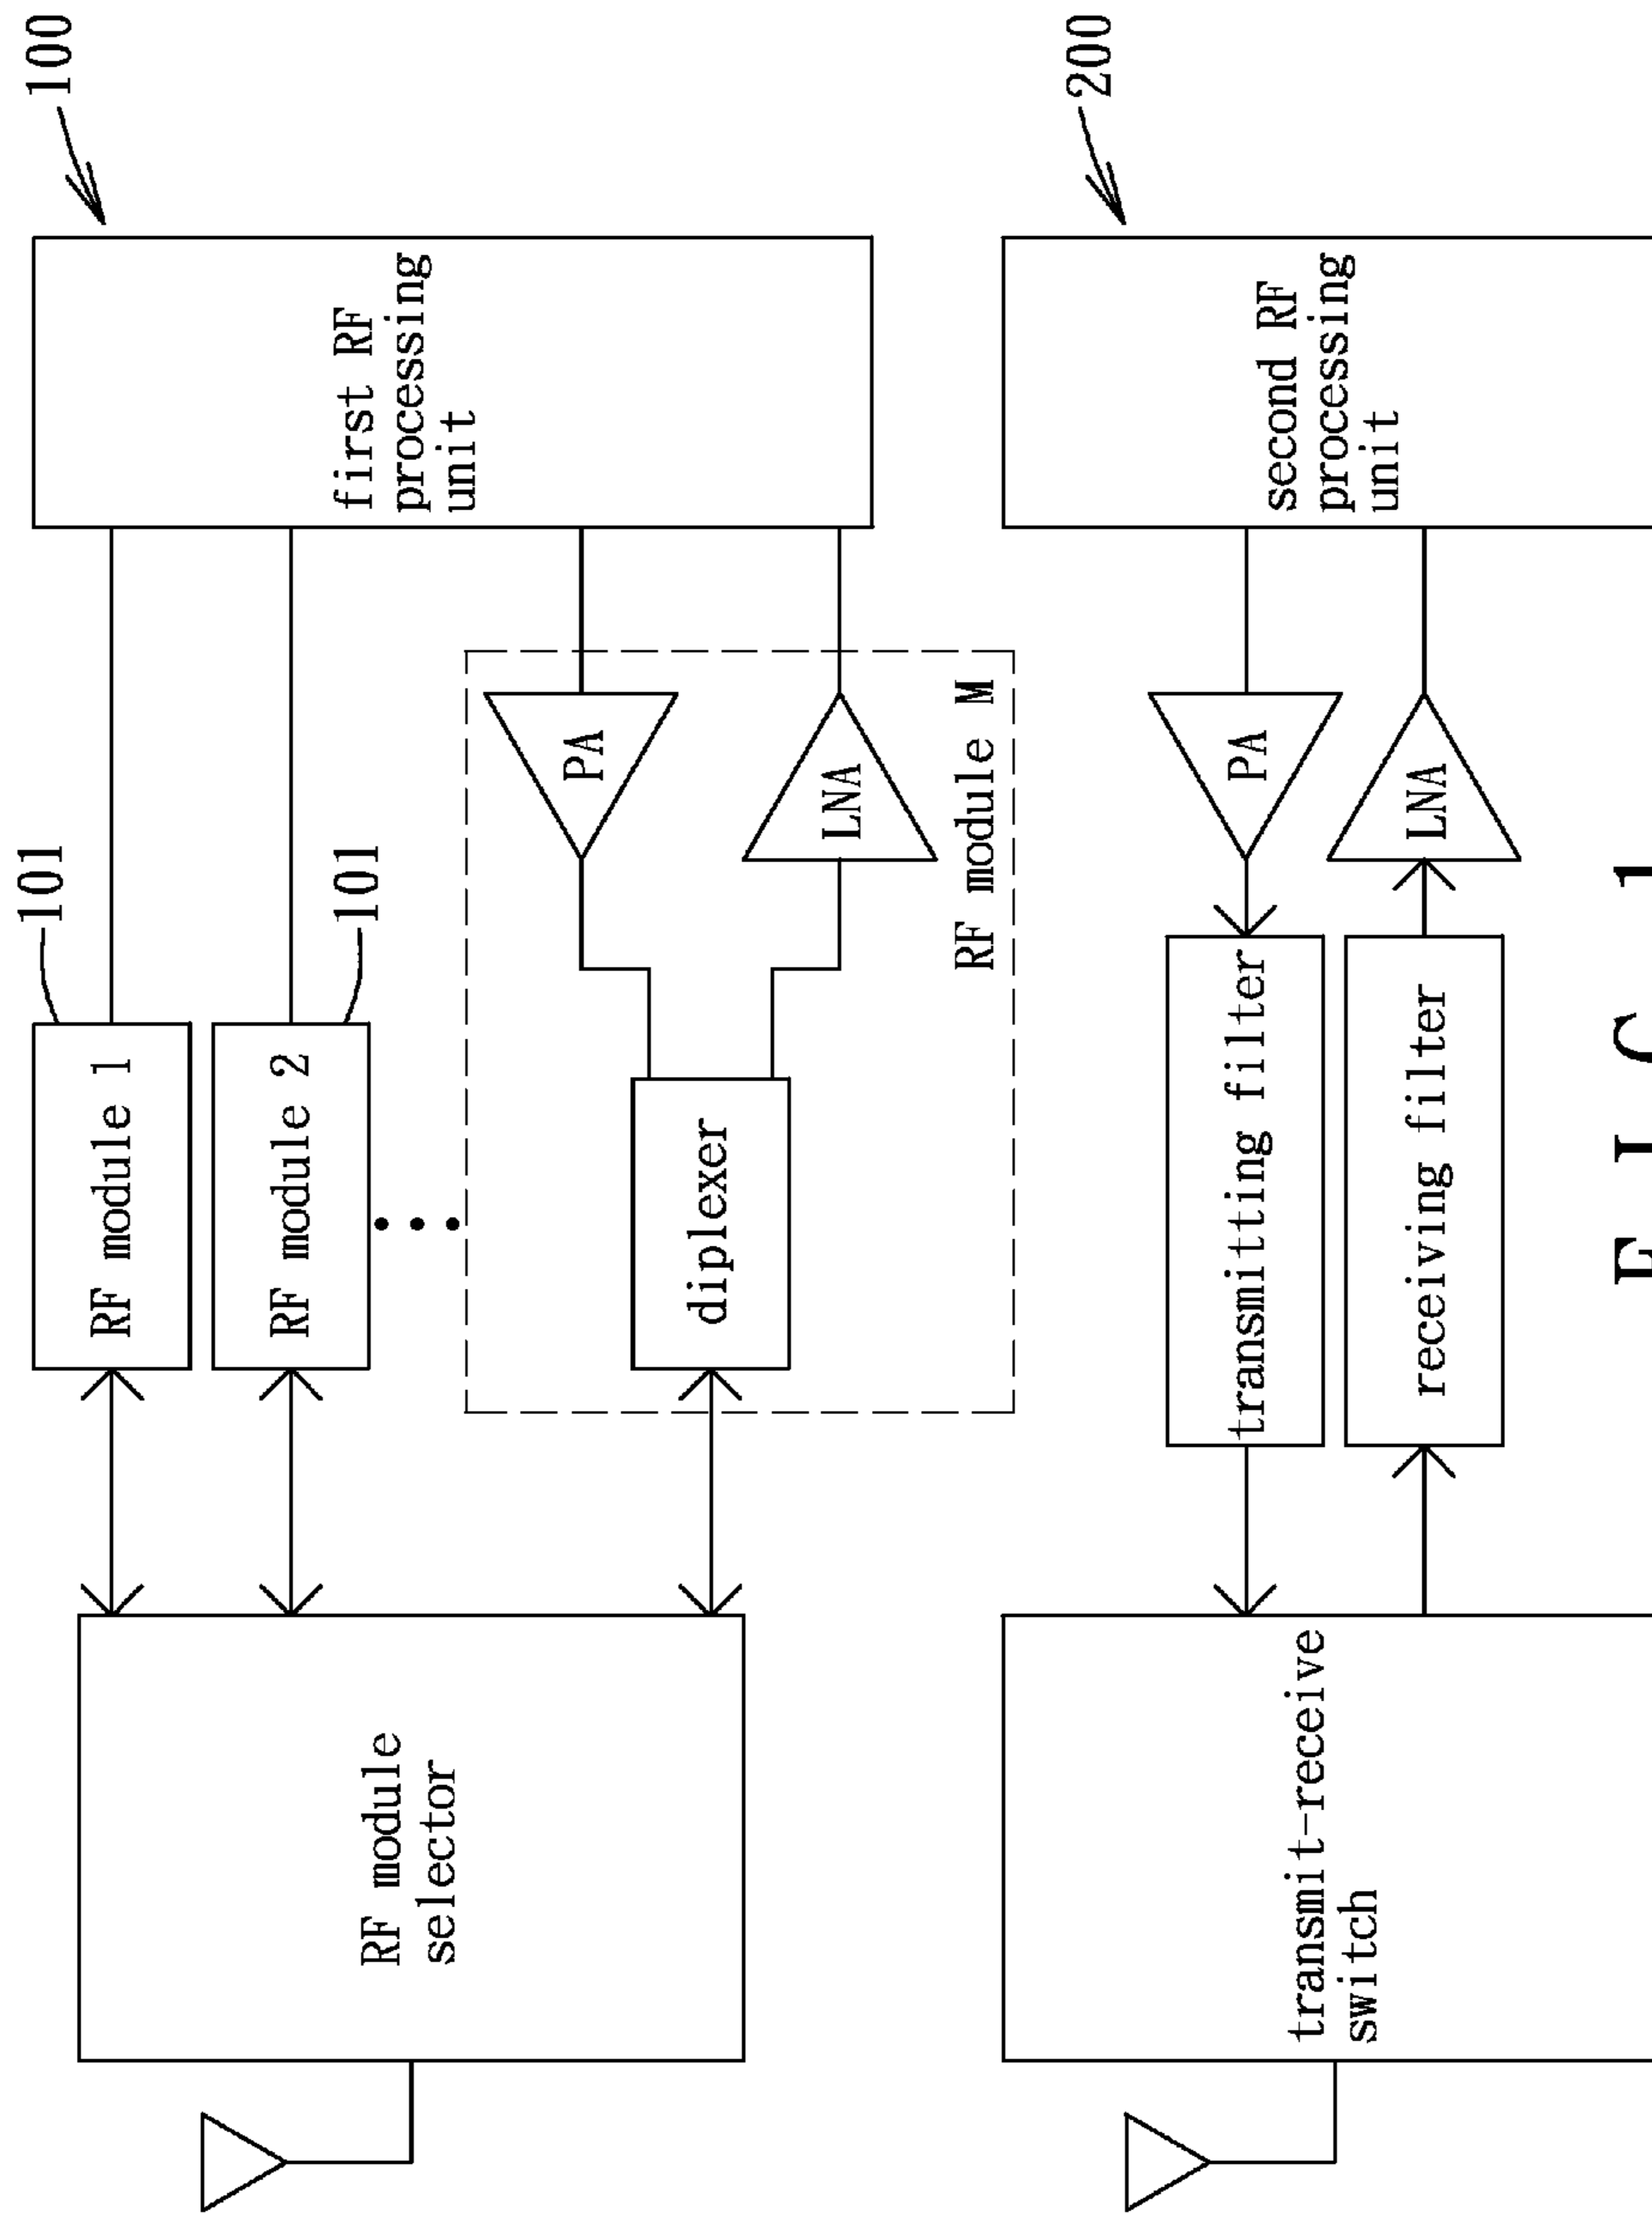 100
101
RF module 1
101
RF module 2
first RF
processing
unit
RF module
selector
PA
diplexer
LNA
RF module M
200
second RF
processing
unit
PA
transmitting filter
transmit-receive
switch
LNA
receiving filter